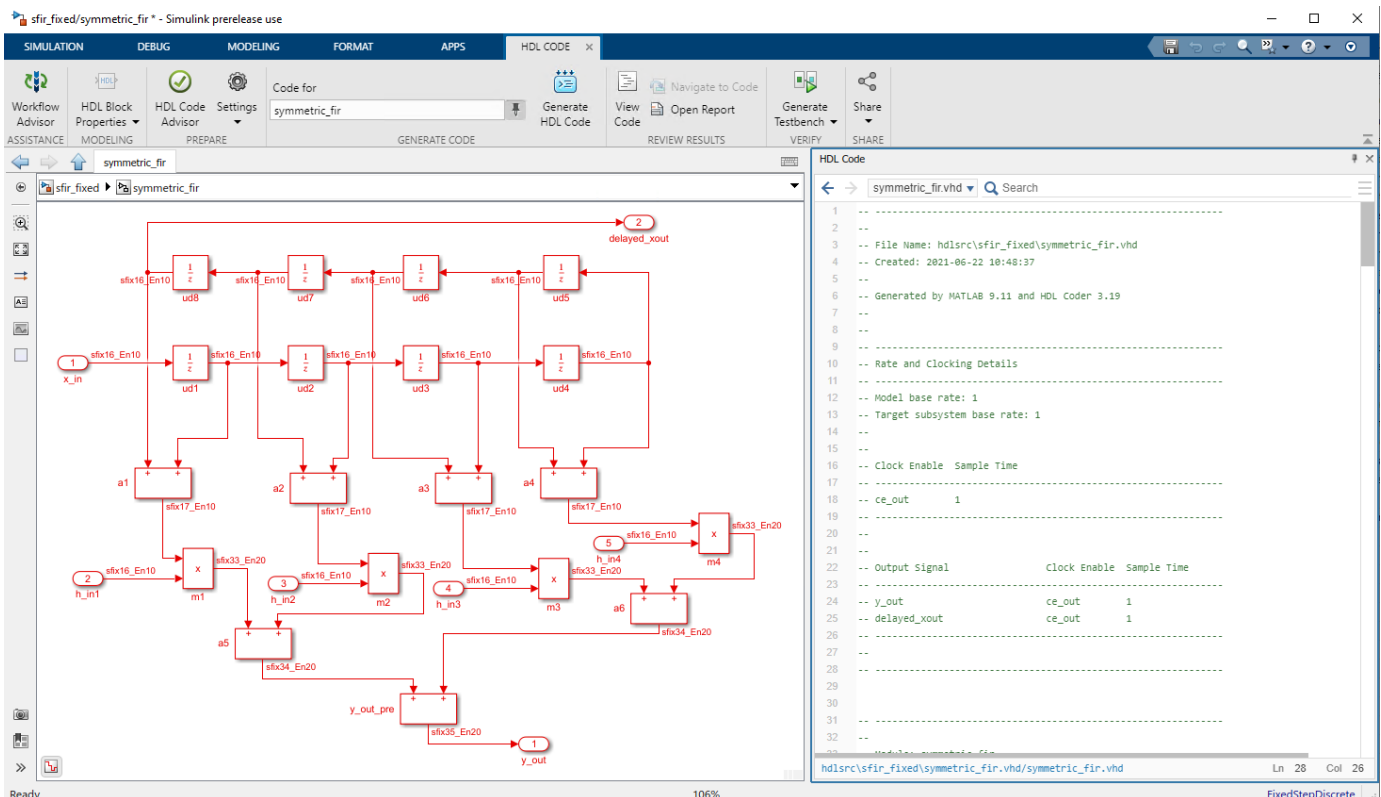 sfir_fixed/symmetric_fir * - Simulink prerelease use
SIMULATION DEBUG MODELING FORMAT APPS HDL CODE ×
Workflow Advisor
HDL Block Properties
HDL Code Advisor
Settings
Code for
symmetric_fir
Generate HDL Code
View Code
Navigate to Code
Open Report
Generate Testbench
Share
ASSISTANCE MODELING PREPARE GENERATE CODE REVIEW RESULTS VERIFY SHARE
symmetric_fir
sfir_fixed symmetric_fir
2
delayed_xout
1/z 1/z 1/z 1/z
sfix16_En10 sfix16_En10 sfix16_En10 sfix16_En10
ud8 ud7 ud6 ud5
sfix16_En10 sfix16_En10 sfix16_En10 sfix16_En10 sfix16_En10
1 1/z 1/z 1/z 1/z
x_in
ud1 ud2 ud3 ud4
+ + + + + + + +
a1 a2 a3 a4
sfix17_En10 sfix17_En10 sfix17_En10 sfix17_En10
sfix16_En10 5 x sfix33_En20
h_in4 m4
sfix16_En10 2 x sfix33_En20
h_in1 m1
sfix16_En10 3 x sfix33_En20
h_in2 m2
sfix16_En10 4 x sfix33_En20
h_in3 m3
a6 + +
sfix34_En20
a5 + +
sfix34_En20
y_out_pre + +
sfix35_En20
1
y_out
HDL Code
symmetric_fir.vhd Search
1 -- -------------------------------------------------------------
2 --
3 -- File Name: hdlsrc\sfir_fixed\symmetric_fir.vhd
4 -- Created: 2021-06-22 10:48:37
5 --
6 -- Generated by MATLAB 9.11 and HDL Coder 3.19
7 --
8 --
9 -- -------------------------------------------------------------
10 -- Rate and Clocking Details
11 -- -------------------------------------------------------------
12 -- Model base rate: 1
13 -- Target subsystem base rate: 1
14 --
15 --
16 -- Clock Enable  Sample Time
17 -- -------------------------------------------------------------
18 -- ce_out        1
19 -- -------------------------------------------------------------
20 --
21 --
22 -- Output Signal                 Clock Enable  Sample Time
23 -- -------------------------------------------------------------
24 -- y_out                         ce_out        1
25 -- delayed_xout                  ce_out        1
26 -- -------------------------------------------------------------
27 --
28 -- -------------------------------------------------------------
29
30
31 -- -------------------------------------------------------------
32 --
hdlsrc\sfir_fixed\symmetric_fir.vhd/symmetric_fir.vhd Ln 28 Col 26
Ready 106% FixedStepDiscrete